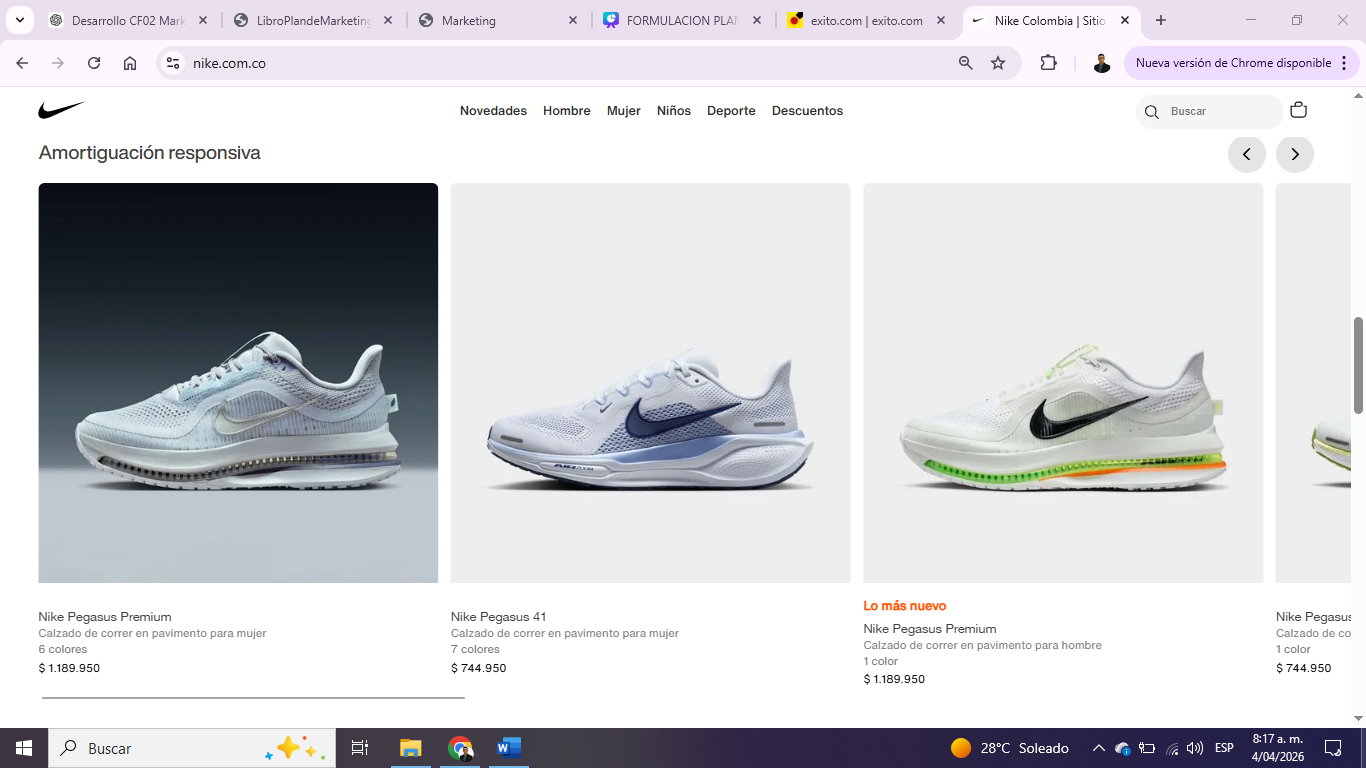 Desarrollo CF02 Mark
LibroPlandeMarketing
Marketing
FORMULACION PLAN
exito.com | exito.com
Nike Colombia | Sitio
nike.com.co
Nueva versión de Chrome disponible
Novedades Hombre Mujer Niños Deporte Descuentos
Buscar
Amortiguación responsiva
Nike Pegasus Premium
Calzado de correr en pavimento para mujer
6 colores
$ 1.189.950
Nike Pegasus 41
Calzado de correr en pavimento para mujer
7 colores
$ 744.950
Lo más nuevo
Nike Pegasus Premium
Calzado de correr en pavimento para hombre
1 color
$ 1.189.950
Nike Pegasus
Calzado de co
1 color
$ 744.950
Buscar
28°C Soleado
ESP
8:17 a. m.
4/04/2026